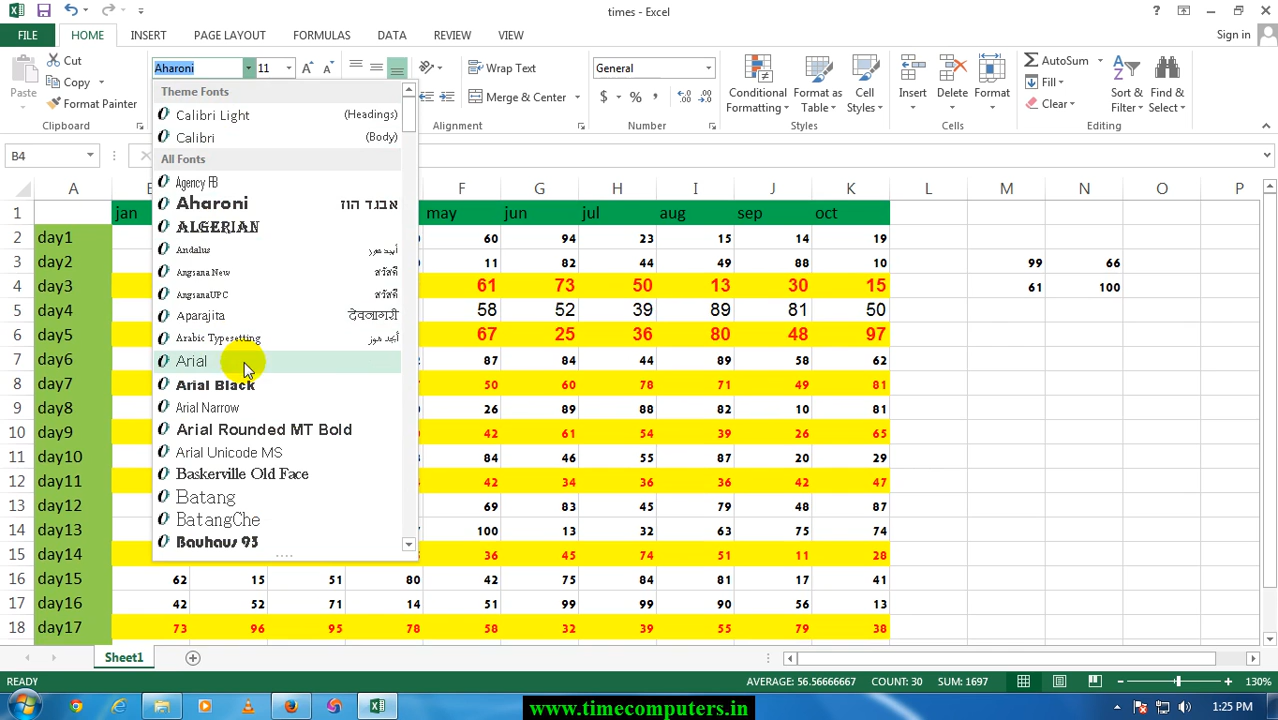 times - Excel
? 
FILE HOME INSERT PAGE LAYOUT FORMULAS DATA REVIEW VIEW Sign in
Paste Cut Copy Format Painter
Clipboard
Aharoni 11
Wrap Text
Merge & Center
Alignment
General
$ % ,
Number
Conditional Formatting Format as Table Cell Styles
Styles
Insert Delete Format
Cells
AutoSum Fill Clear Sort & Filter Find & Select
Editing
B4
Theme Fonts
Calibri Light (Headings)
Calibri (Body)
All Fonts
Agency FB
Aharoni אבגד הוז
ALGERIAN
Andalus أبجد هوز
Angsana New สวัสดี
AngsanaUPC สวัสดี
Aparajita देवनागरी
Arabic Typesetting أبجد هوز
Arial
Arial Black
Arial Narrow
Arial Rounded MT Bold
Arial Unicode MS
Baskerville Old Face
Batang
BatangChe
Bauhaus 93
A F G H I J K L M N O P
1 jan may jun jul aug sep oct
2 day1 60 94 23 15 14 19
3 day2 11 82 44 49 88 10 99 66
4 day3 61 73 50 13 30 15 61 100
5 day4 58 52 39 89 81 50
6 day5 67 25 36 80 48 97
7 day6 87 84 44 89 58 62
8 day7 50 60 78 71 49 81
9 day8 26 89 88 82 10 81
10 day9 42 61 54 39 26 65
11 day10 84 46 55 87 20 29
12 day11 42 34 36 36 42 47
13 day12 69 83 45 79 48 87
14 day13 100 13 32 63 75 74
15 day14 36 45 74 51 11 28
16 day15 62 15 51 80 42 75 84 81 17 41
17 day16 42 52 71 14 51 99 99 90 56 13
18 day17 73 96 95 78 58 32 39 55 79 38
Sheet1
READY AVERAGE: 56.56666667 COUNT: 30 SUM: 1697 130%
www.timecomputers.in
1:25 PM